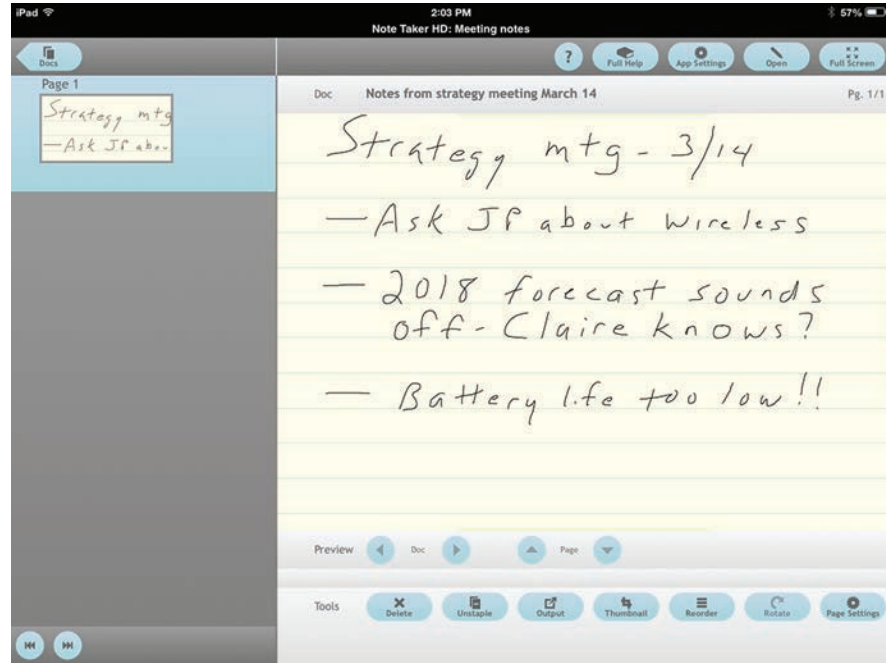 iPad 2:03 PM 57%
Note Taker HD: Meeting notes
Docs ? Full Help App Settings Open Full Screen
Page 1
Strategy mtg
— Ask JP abou
Doc Notes from strategy meeting March 14 Pg. 1/1
Strategy mtg - 3/14
— Ask JP about wireless
— 2018 forecast sounds
off - Claire knows?
— Battery life too low!!
Preview Doc Page
Tools Delete Unstaple Output Thumbnail Reorder Rotate Page Settings